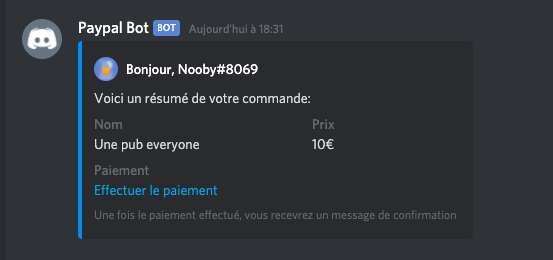 Paypal Bot BOT Aujourd'hui à 18:31
Bonjour, Nooby#8069
Voici un résumé de votre commande:
Nom Prix
Une pub everyone 10€
Paiement
Effectuer le paiement
Une fois le paiement effectué, vous recevrez un message de confirmation